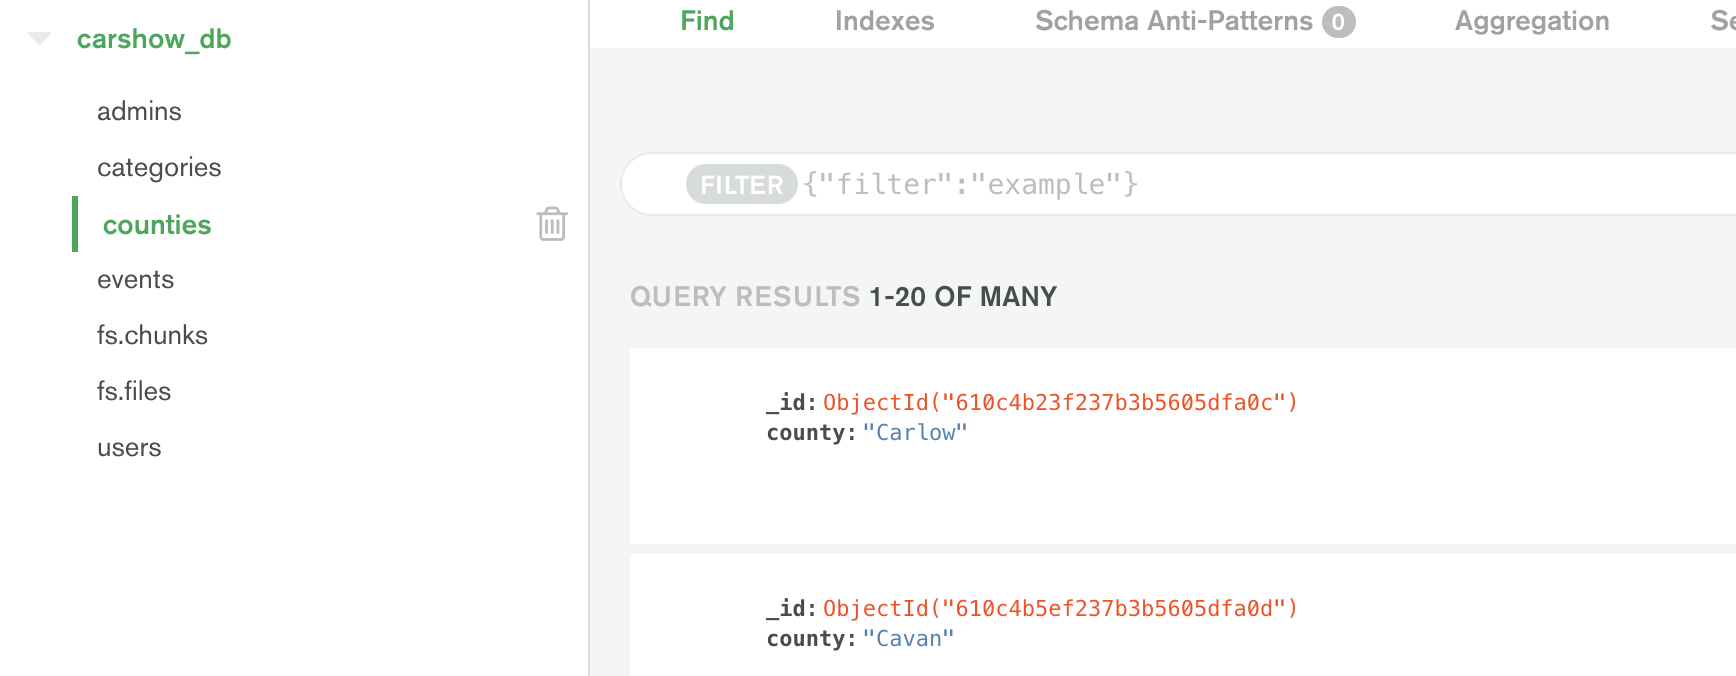 carshow_db
admins
categories
counties
events
fs.chunks
fs.files
users
Find Indexes Schema Anti-Patterns 0 Aggregation
FILTER {"filter":"example"}
QUERY RESULTS 1-20 OF MANY
_id: ObjectId("610c4b23f237b3b5605dfa0c")
county: "Carlow"
_id: ObjectId("610c4b5ef237b3b5605dfa0d")
county: "Cavan"